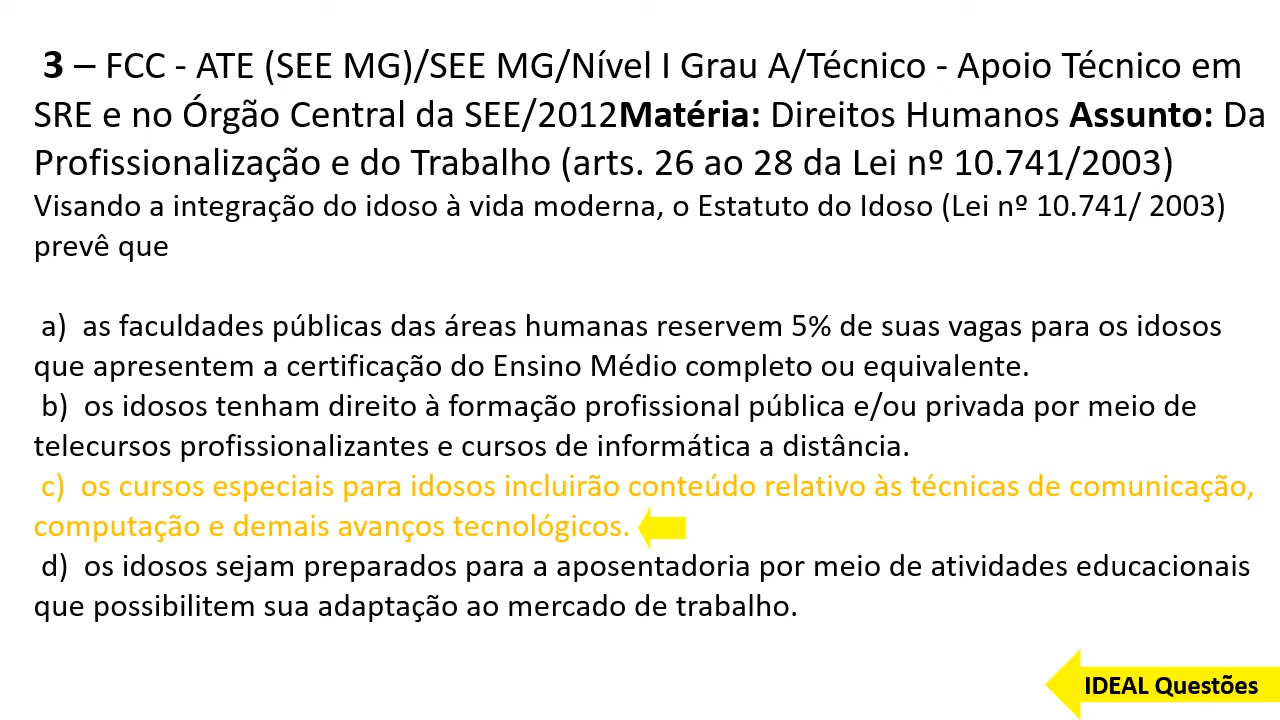 3 – FCC - ATE (SEE MG)/SEE MG/Nível I Grau A/Técnico - Apoio Técnico em
SRE e no Órgão Central da SEE/2012Matéria: Direitos Humanos Assunto: Da
Profissionalização e do Trabalho (arts. 26 ao 28 da Lei nº 10.741/2003)
Visando a integração do idoso à vida moderna, o Estatuto do Idoso (Lei nº 10.741/ 2003)
prevê que
a) as faculdades públicas das áreas humanas reservem 5% de suas vagas para os idosos
que apresentem a certificação do Ensino Médio completo ou equivalente.
b) os idosos tenham direito à formação profissional pública e/ou privada por meio de
telecursos profissionalizantes e cursos de informática a distância.
c) os cursos especiais para idosos incluirão conteúdo relativo às técnicas de comunicação,
computação e demais avanços tecnológicos.
d) os idosos sejam preparados para a aposentadoria por meio de atividades educacionais
que possibilitem sua adaptação ao mercado de trabalho.
IDEAL Questões